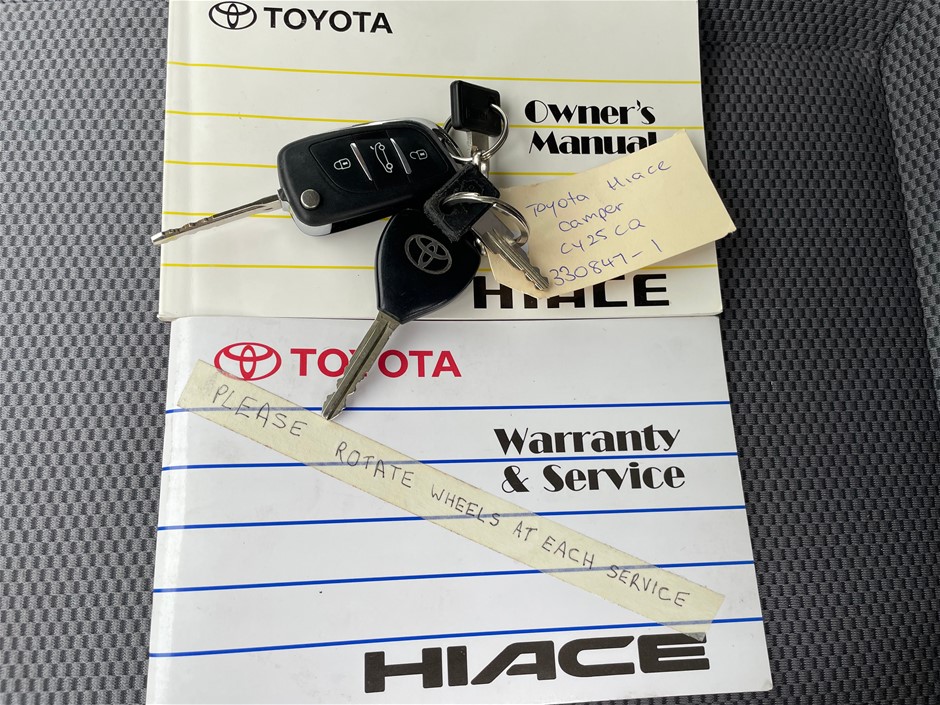 TOYOTA
Owner's
Manual
Toyota Hiace
camper
CY25CQ
330847-1
HIACE
TOYOTA
PLEASE ROTATE WHEELS AT EACH SERVICE
Warranty
& Service
HIACE